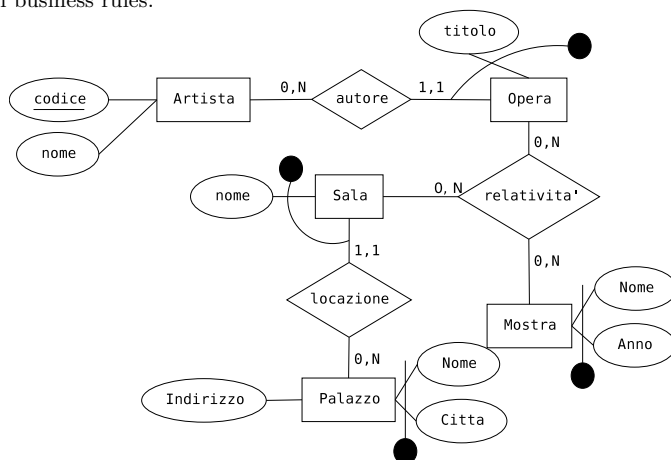 r business rules.
titolo
codice
Artista
0,N
autore
1,1
Opera
nome
0,N
nome
Sala
0,N
relativita'
1,1
0,N
locazione
Nome
Mostra
Anno
0,N
Nome
Indirizzo
Palazzo
Citta